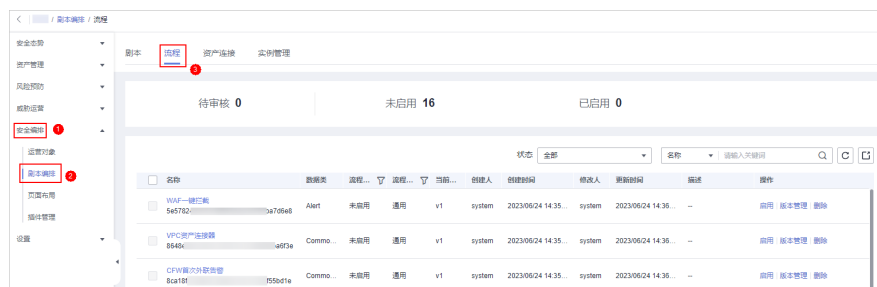 / 剧本编排 / 流程
安全态势
资产管理
风险预防
威胁运营
安全编排 1
运营对象
剧本编排 2
页面布局
插件管理
设置
剧本 流程 资产连接 实例管理
3
待审核 0 未启用 16 已启用 0
状态 全部 名称 请输入关键词
名称 数据类 流程... 流程... 当前... 创建人 创建时间 修改人 更新时间 描述 操作
WAF一键拦截
5e5782- ba7d6e8 Alert 未启用 通用 v1 system 2023/06/24 14:35... system 2023/06/24 14:36... -- 启用 版本管理 删除
VPC资产连接器
8648e a6f3e Commo... 未启用 通用 v1 system 2023/06/24 14:35... system 2023/06/24 14:36... -- 启用 版本管理 删除
CFW首次外联告警
8ca18f f55bd1e Commo... 未启用 通用 v1 system 2023/06/24 14:35... system 2023/06/24 14:36... -- 启用 版本管理 删除